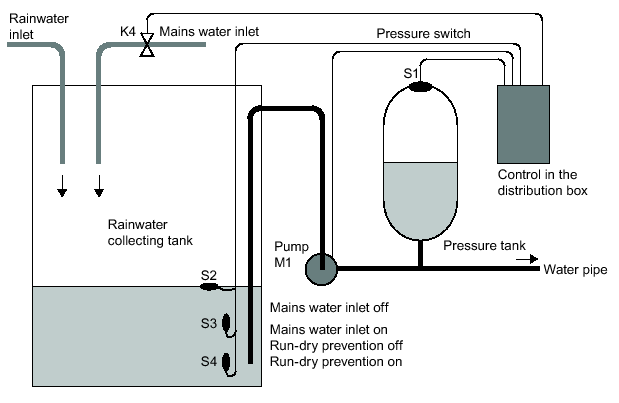 Rainwater
inlet
K4
Mains water inlet
Pressure switch
S1
Control in the
distribution box
Rainwater
collecting tank
Pump
M1
Pressure tank
Water pipe
S2
Mains water inlet off
S3
Mains water inlet on
Run-dry prevention off
S4
Run-dry prevention on